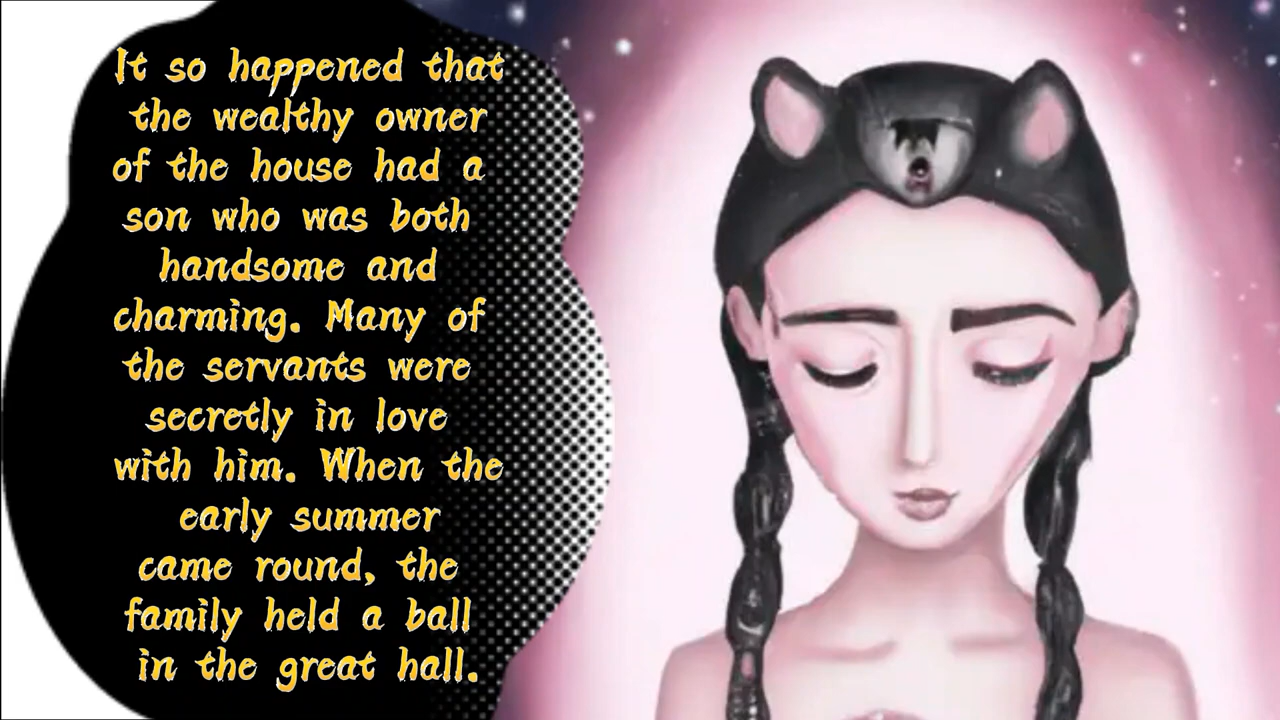 It so happened that
the wealthy owner
of the house had a
son who was both
handsome and
charming. Many of
the servants were
secretly in love
with him. When the
early summer
came round, the
family held a ball
in the great hall.